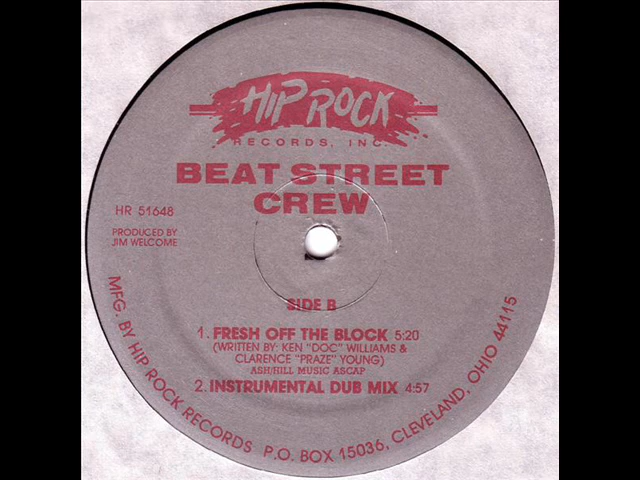 HIP ROCK
RECORDS, INC.
BEAT STREET
CREW
HR 51648
PRODUCED BY
JIM WELCOME
SIDE B
1. FRESH OFF THE BLOCK 5:20
(WRITTEN BY: KEN "DOC" WILLIAMS &
CLARENCE "PRAZE" YOUNG)
ASH/HILL MUSIC ASCAP
2. INSTRUMENTAL DUB MIX 4:57
MFG. BY HIP ROCK RECORDS P.O. BOX 15036, CLEVELAND, OHIO 44115